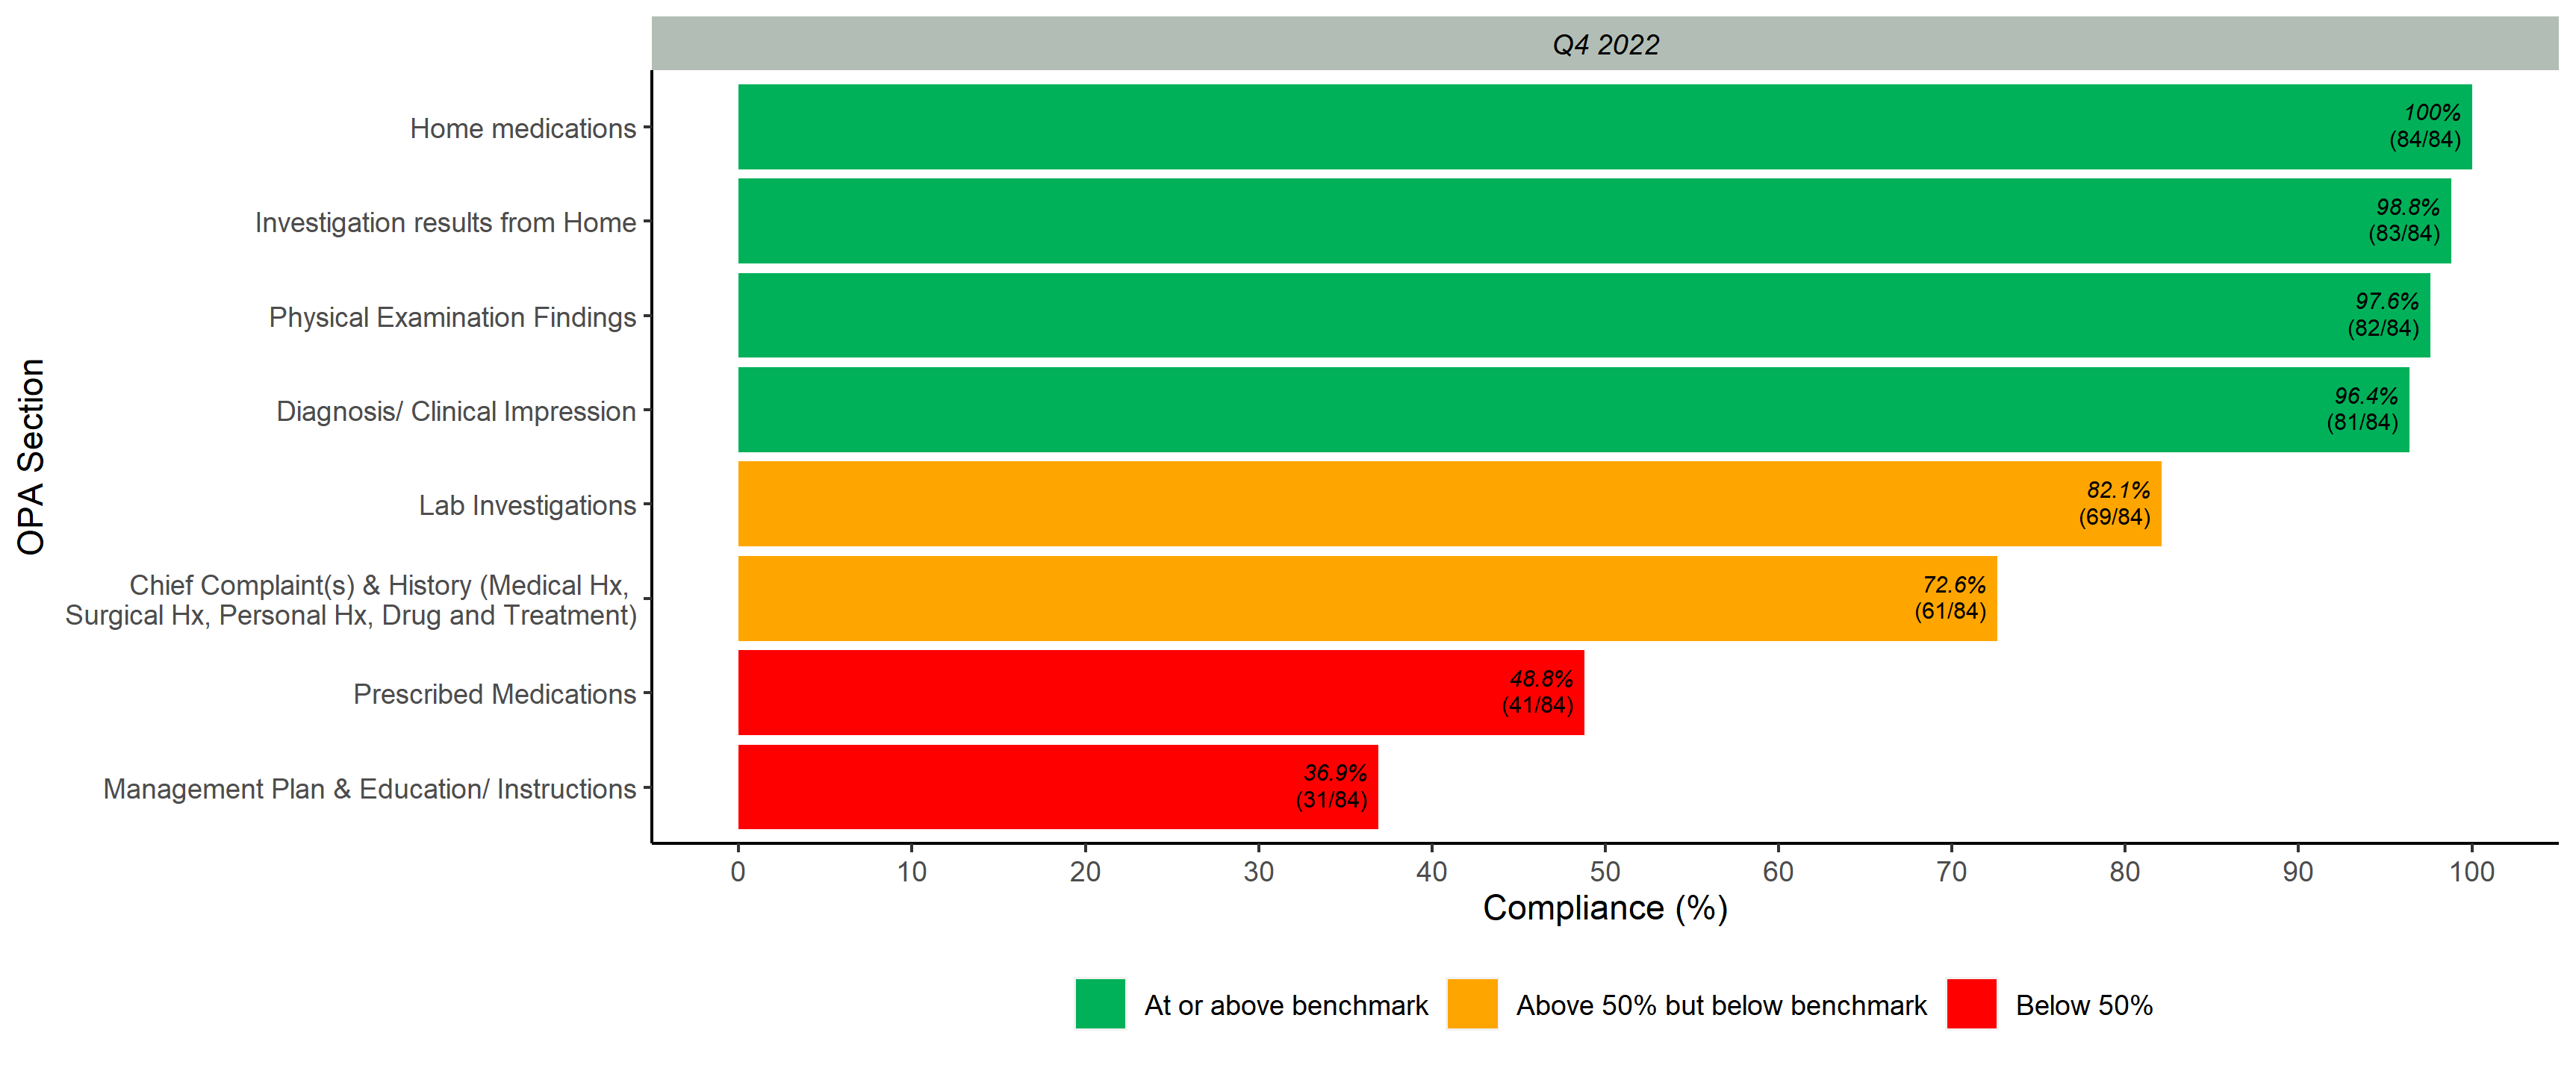 Q4 2022
OPA Section
Home medications
100%
(84/84)
Investigation results from Home
98.8%
(83/84)
Physical Examination Findings
97.6%
(82/84)
Diagnosis/ Clinical Impression
96.4%
(81/84)
Lab Investigations
82.1%
(69/84)
Chief Complaint(s) & History (Medical Hx,
Surgical Hx, Personal Hx, Drug and Treatment)
72.6%
(61/84)
Prescribed Medications
48.8%
(41/84)
Management Plan & Education/ Instructions
36.9%
(31/84)
0 10 20 30 40 50 60 70 80 90 100
Compliance (%)
At or above benchmark Above 50% but below benchmark Below 50%